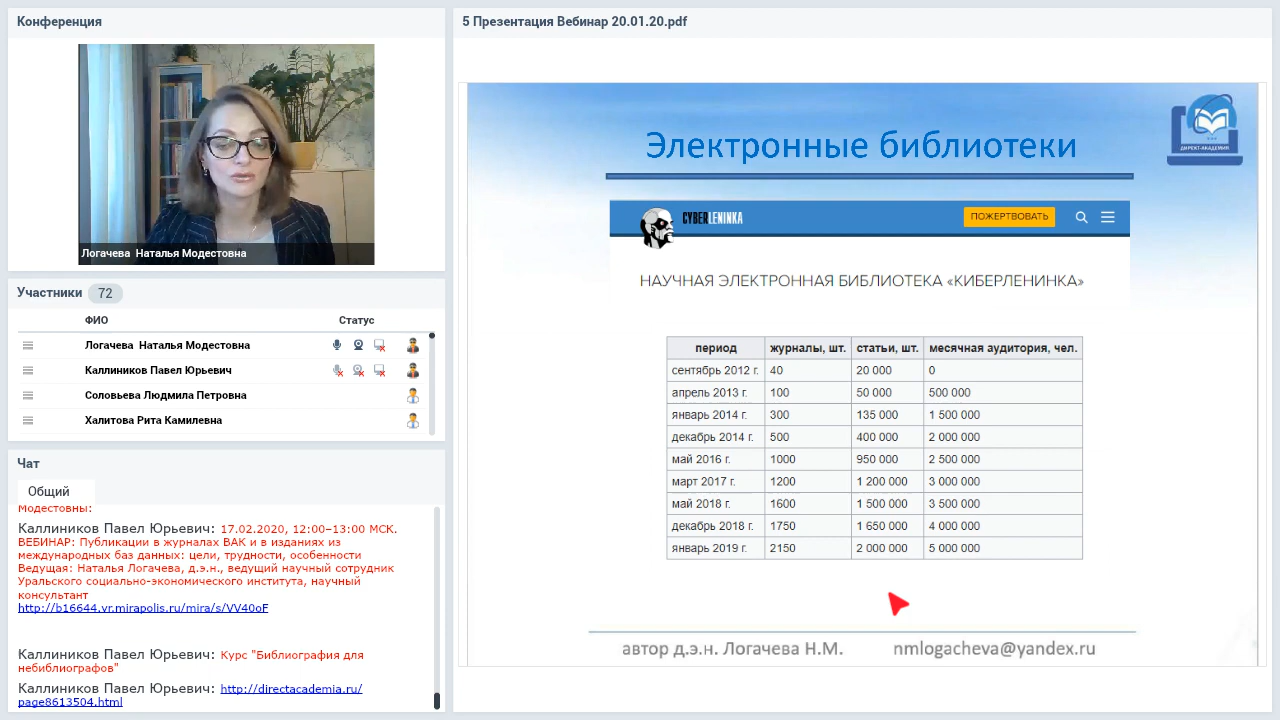 Конференция
Логачева Наталья Модестовна
Участники 72
ФИО Статус
Логачева Наталья Модестовна
Каллиников Павел Юрьевич
Соловьева Людмила Петровна
Халитова Рита Камилевна
Чат
Общий
Модестовны:
Каллиников Павел Юрьевич: 17.02.2020, 12:00–13:00 МСК.
ВЕБИНАР: Публикации в журналах ВАК и в изданиях из
международных баз данных: цели, трудности, особенности
Ведущая: Наталья Логачева, д.э.н., ведущий научный сотрудник
Уральского социально-экономического института, научный
консультант
http://b16644.vr.mirapolis.ru/mira/s/VV40oF
Каллиников Павел Юрьевич: Курс "Библиография для
небиблиографов"
Каллиников Павел Юрьевич: http://directacademia.ru/
page8613504.html
5 Презентация Вебинар 20.01.20.pdf
ДИРЕКТ-АКАДЕМИЯ
Электронные библиотеки
CYBERLENINKA ПОЖЕРТВОВАТЬ
НАУЧНАЯ ЭЛЕКТРОННАЯ БИБЛИОТЕКА «КИБЕРЛЕНИНКА»
период журналы, шт. статьи, шт. месячная аудитория, чел.
сентябрь 2012 г. 40 20 000 0
апрель 2013 г. 100 50 000 500 000
январь 2014 г. 300 135 000 1 500 000
декабрь 2014 г. 500 400 000 2 000 000
май 2016 г. 1000 950 000 2 500 000
март 2017 г. 1200 1 200 000 3 000 000
май 2018 г. 1600 1 500 000 3 500 000
декабрь 2018 г. 1750 1 650 000 4 000 000
январь 2019 г. 2150 2 000 000 5 000 000
автор д.э.н. Логачева Н.М. nmlogacheva@yandex.ru